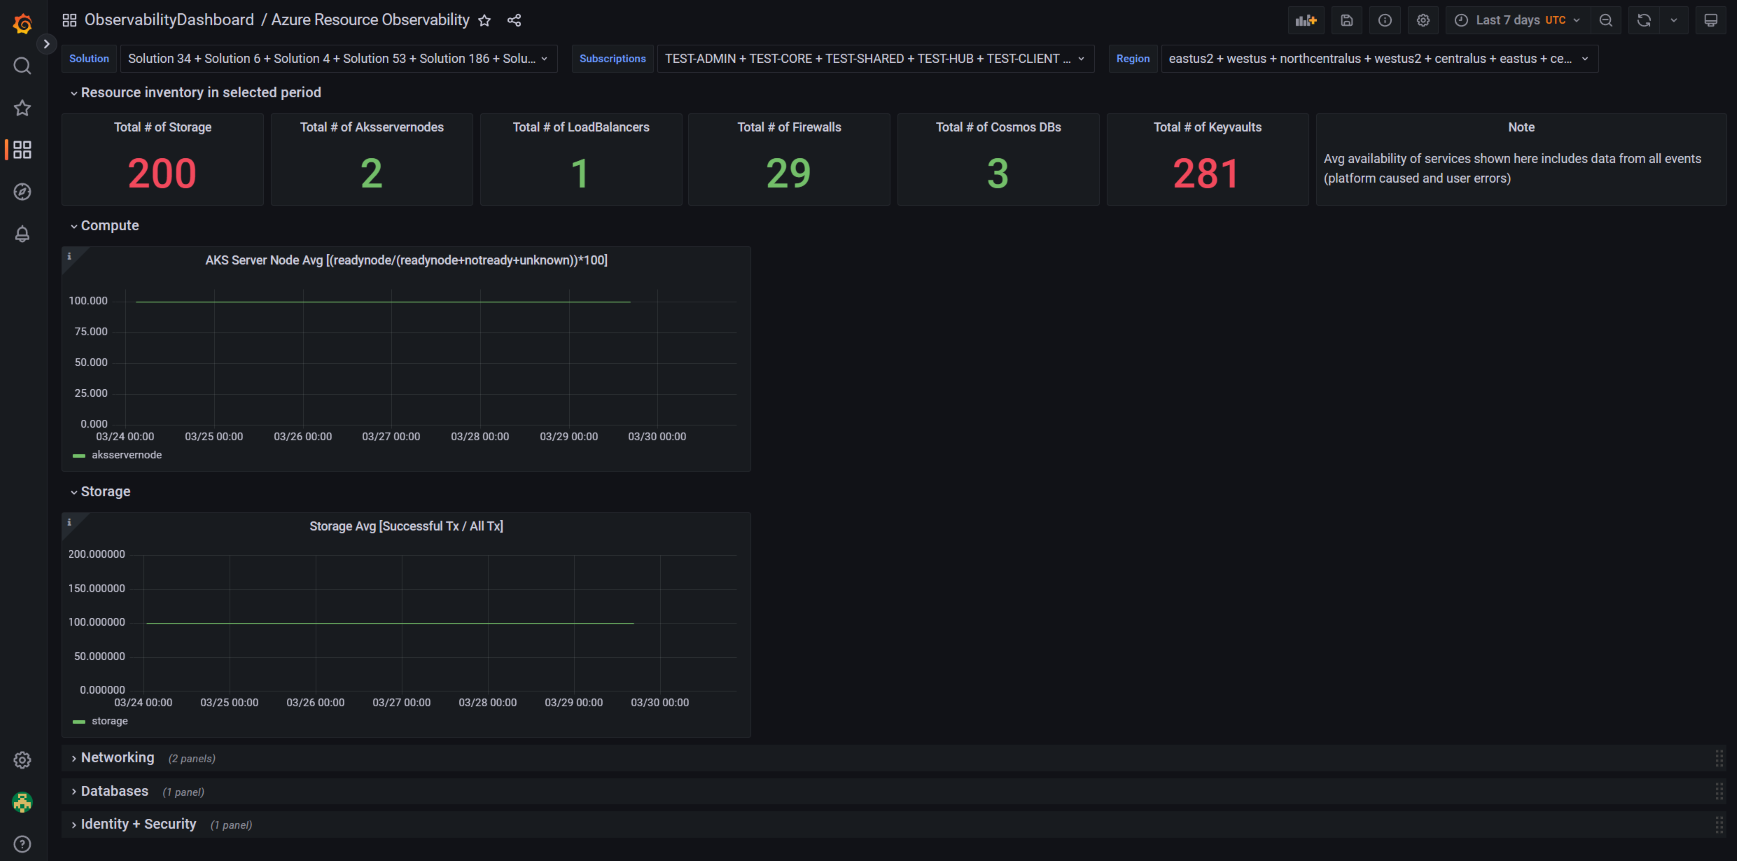 ObservabilityDashboard / Azure Resource Observability
Last 7 days UTC
Solution Solution 34 + Solution 6 + Solution 4 + Solution 53 + Solution 186 + Solu...
Subscriptions TEST-ADMIN + TEST-CORE + TEST-SHARED + TEST-HUB + TEST-CLIENT ...
Region eastus2 + westus + northcentralus + westus2 + centralus + eastus + ce...
Resource inventory in selected period
Total # of Storage
200
Total # of Aksservernodes
2
Total # of LoadBalancers
1
Total # of Firewalls
29
Total # of Cosmos DBs
3
Total # of Keyvaults
281
Note
Avg availability of services shown here includes data from all events
(platform caused and user errors)
Compute
i
AKS Server Node Avg [(readynode/(readynode+notready+unknown))*100]
100.000
75.000
50.000
25.000
0.000
03/24 00:00 03/25 00:00 03/26 00:00 03/27 00:00 03/28 00:00 03/29 00:00 03/30 00:00
aksservernode
Storage
i
Storage Avg [Successful Tx / All Tx]
200.000000
150.000000
100.000000
50.000000
0.000000
03/24 00:00 03/25 00:00 03/26 00:00 03/27 00:00 03/28 00:00 03/29 00:00 03/30 00:00
storage
Networking (2 panels)
Databases (1 panel)
Identity + Security (1 panel)